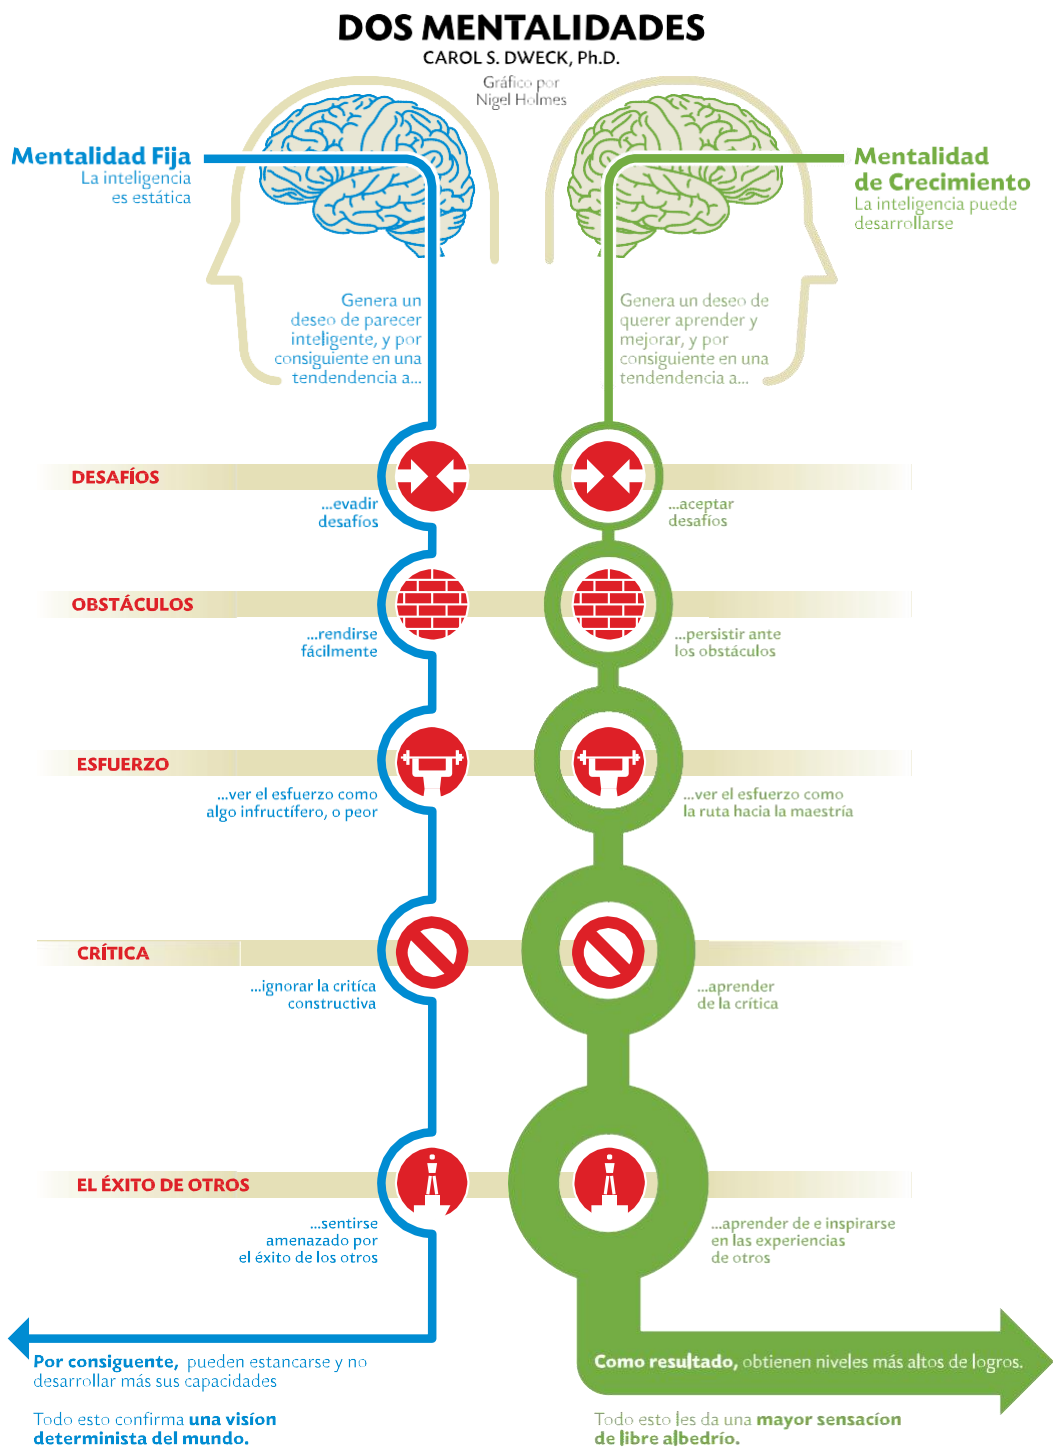 DOS MENTALIDADES
CAROL S. DWECK, Ph.D.
Gráfico por
Nigel Holmes
Mentalidad Fija
La inteligencia
es estática
Mentalidad
de Crecimiento
La inteligencia puede
desarrollarse
Genera un
deseo de parecer
inteligente, y por
consiguiente en una
tendendencia a...
Genera un deseo de
querer aprender y
mejorar, y por
consiguiente en una
tendendencia a...
DESAFÍOS
...evadir
desafíos
...aceptar
desafíos
OBSTÁCULOS
...rendirse
fácilmente
...persistir ante
los obstáculos
ESFUERZO
...ver el esfuerzo como
algo infructífero, o peor
...ver el esfuerzo como
la ruta hacia la maestría
CRÍTICA
...ignorar la critíca
constructiva
...aprender
de la crítica
EL ÉXITO DE OTROS
...sentirse
amenazado por
el éxito de los otros
...aprender de e inspirarse
en las experiencias
de otros
Por consiguente, pueden estancarse y no
desarrollar más sus capacidades
Todo esto confirma una visíon
determinista del mundo.
Como resultado, obtienen niveles más altos de logros.
Todo esto les da una mayor sensacíon
de libre albedrío.